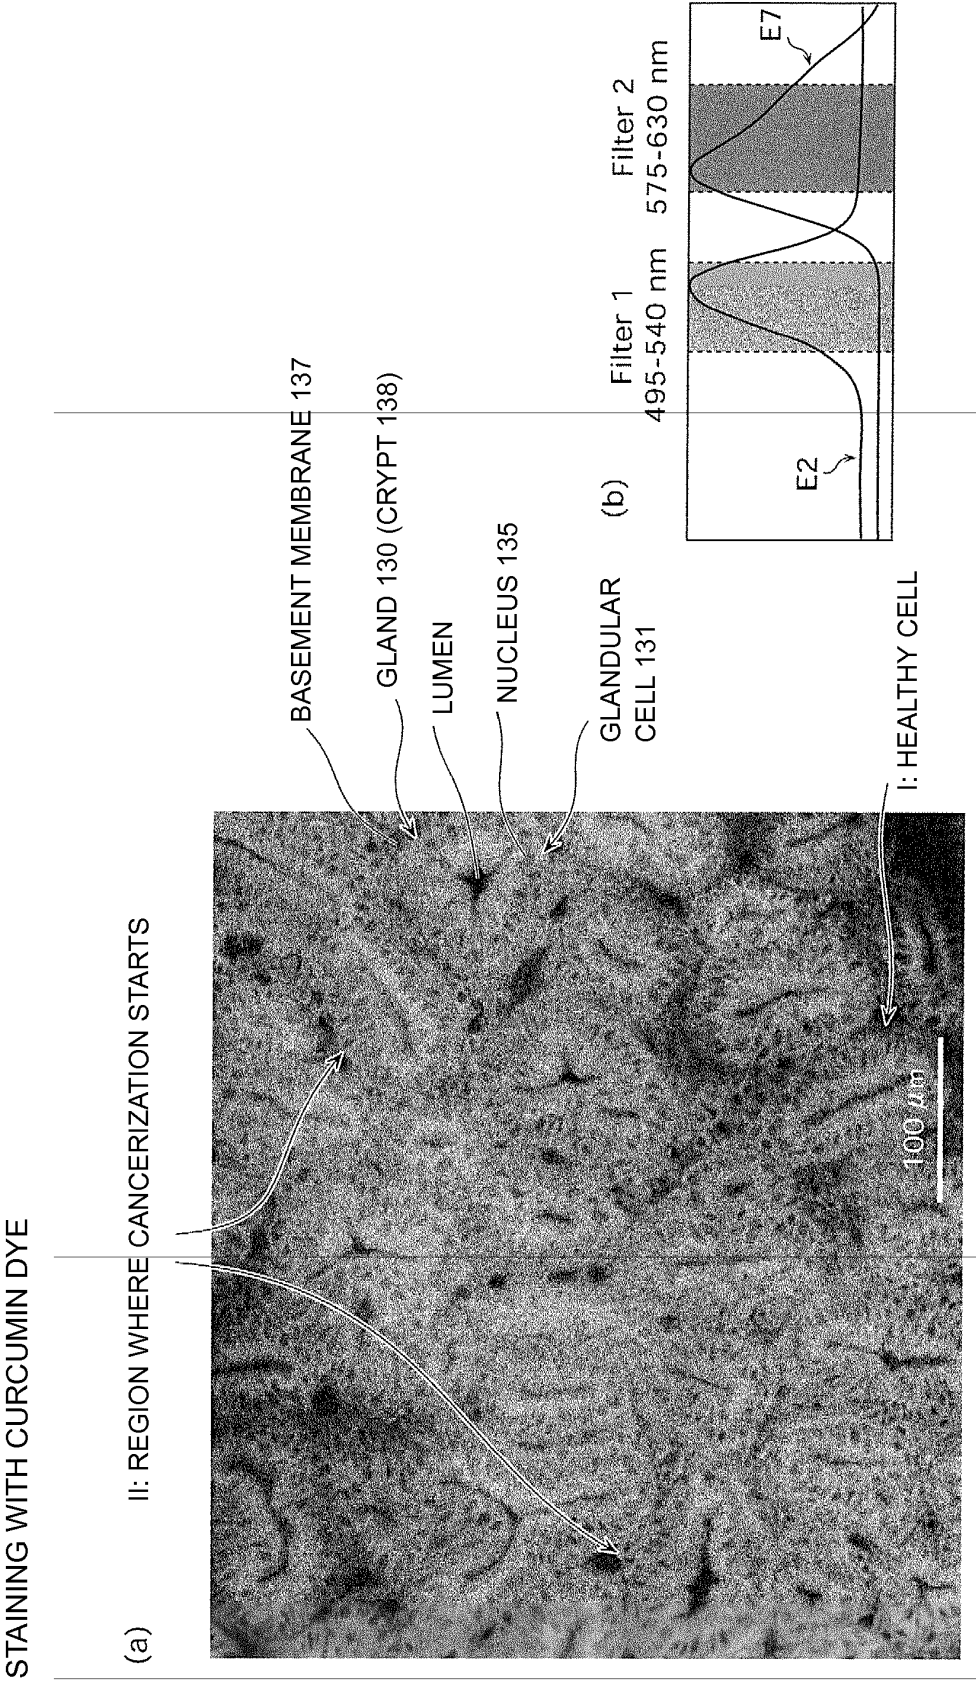 STAINING WITH CURCUMIN DYE
(a)
II: REGION WHERE CANCERIZATION STARTS
BASEMENT MEMBRANE 137
GLAND 130 (CRYPT 138)
LUMEN
NUCLEUS 135
GLANDULAR
CELL 131
I: HEALTHY CELL
100 μm
(b)
Filter 1
495-540 nm
Filter 2
575-630 nm
E2
E7